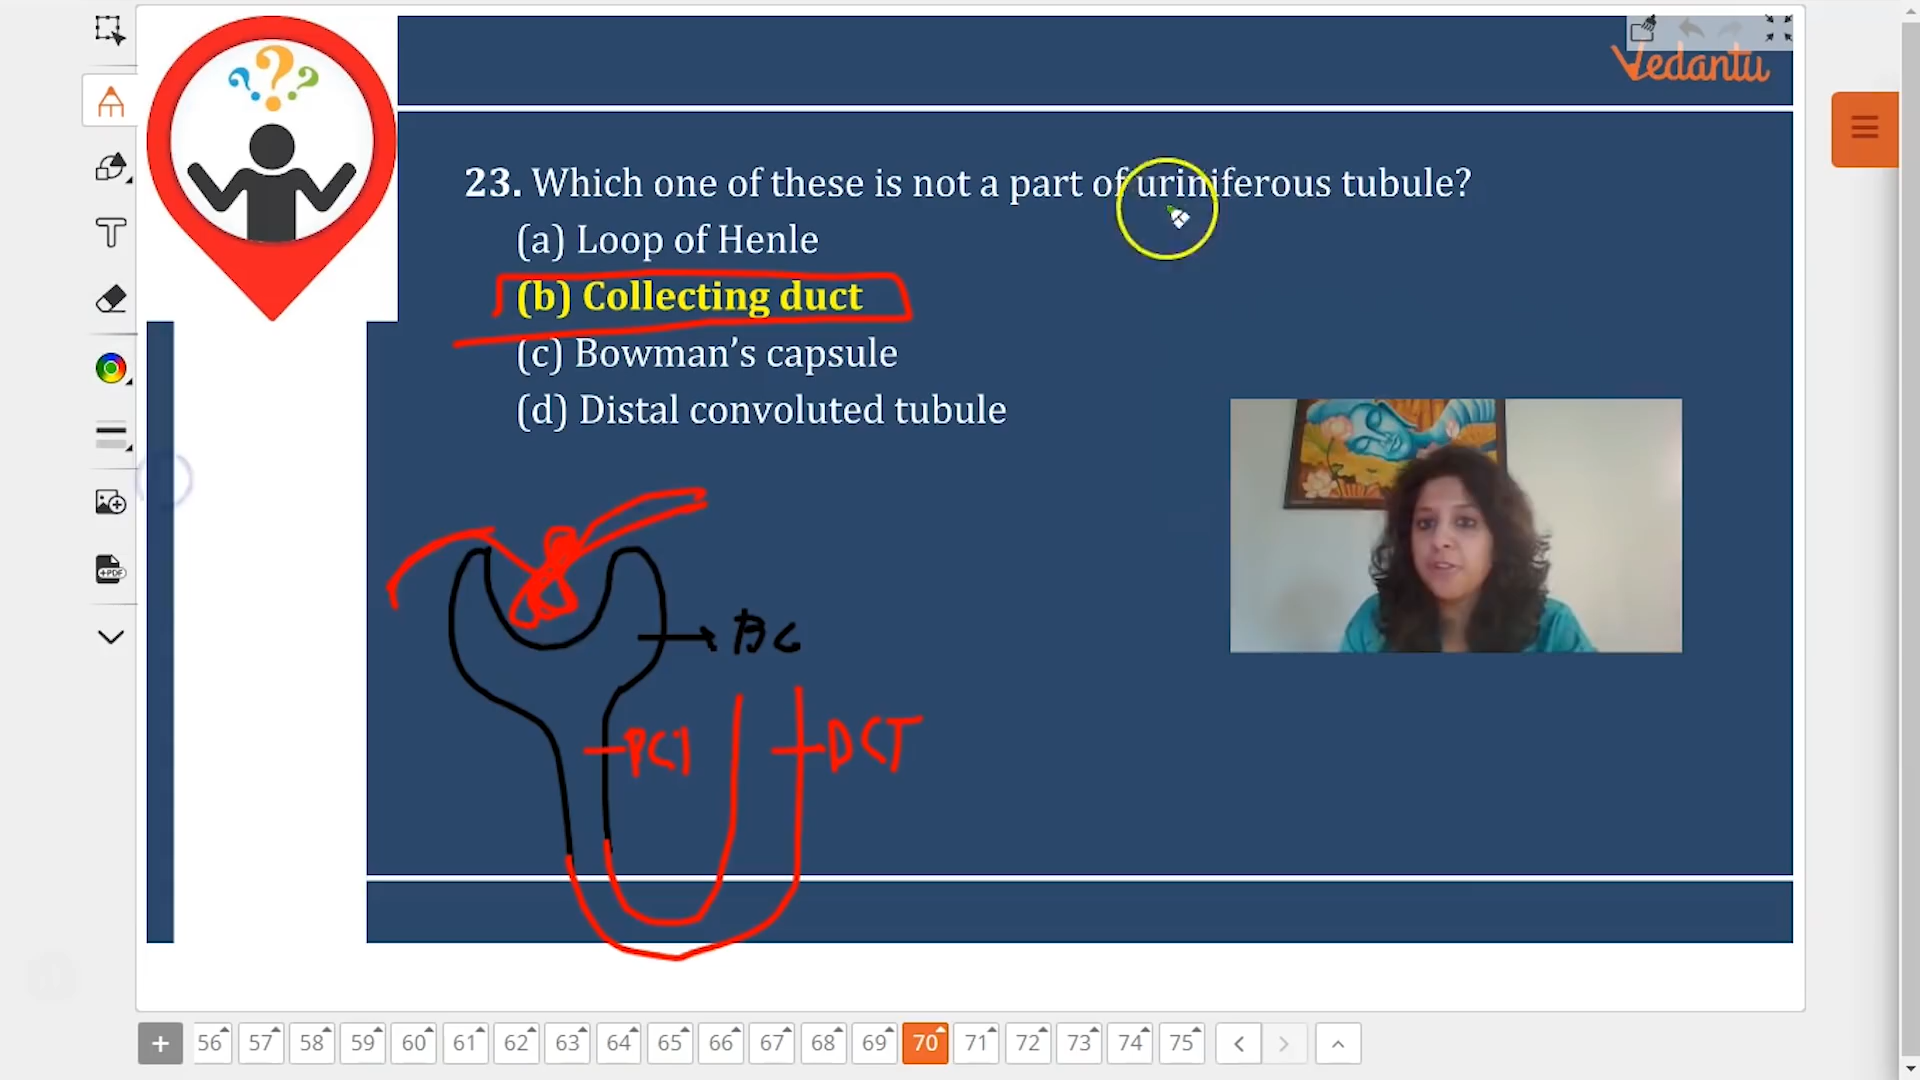 Vedantu
23. Which one of these is not a part of uriniferous tubule?
(a) Loop of Henle
(b) Collecting duct
(c) Bowman’s capsule
(d) Distal convoluted tubule
BC
PCT
DCT
T
+PDF
+ 56 57 58 59 60 61 62 63 64 65 66 67 68 69 70 71 72 73 74 75